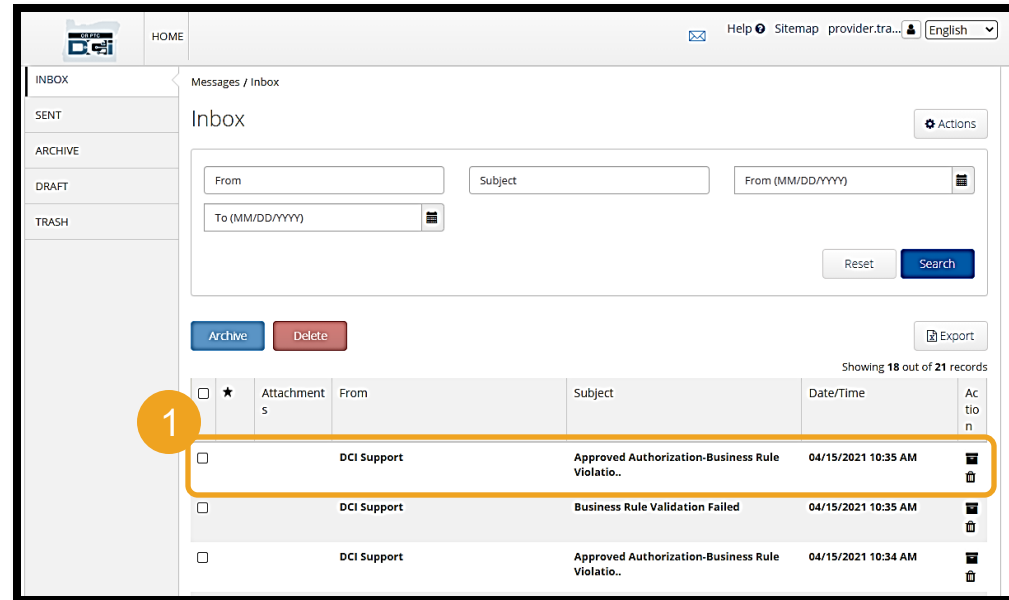 OR PTC
DCi
HOME
Help Sitemap provider.tra... English
INBOX
SENT
ARCHIVE
DRAFT
TRASH
Messages / Inbox
Inbox
Actions
From
Subject
From (MM/DD/YYYY)
To (MM/DD/YYYY)
Reset
Search
Archive
Delete
Export
Showing 18 out of 21 records
1
Attachment
s
From
Subject
Date/Time
Ac
tio
n
DCI Support
Approved Authorization-Business Rule
Violatio..
04/15/2021 10:35 AM
DCI Support
Business Rule Validation Failed
04/15/2021 10:35 AM
DCI Support
Approved Authorization-Business Rule
Violatio..
04/15/2021 10:34 AM